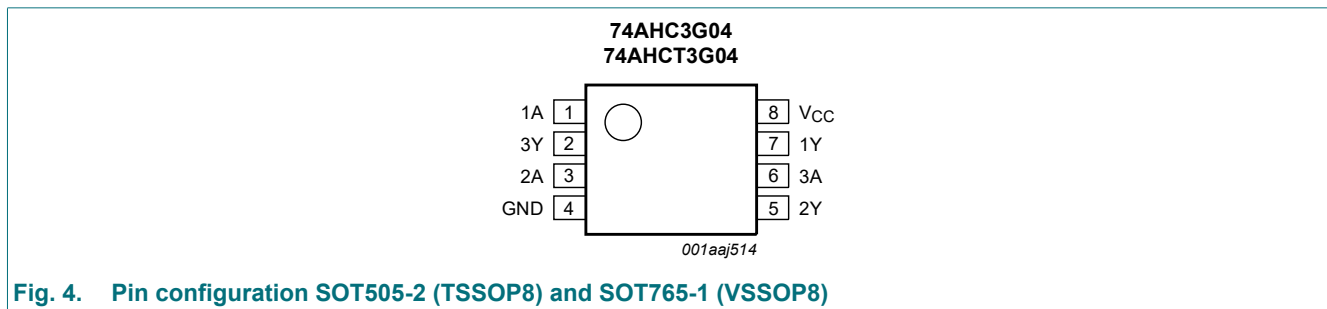 74AHC3G04
74AHCT3G04
1A 1 8 VCC
3Y 2 7 1Y
2A 3 6 3A
GND 4 5 2Y
001aaj514
Fig. 4. Pin configuration SOT505-2 (TSSOP8) and SOT765-1 (VSSOP8)